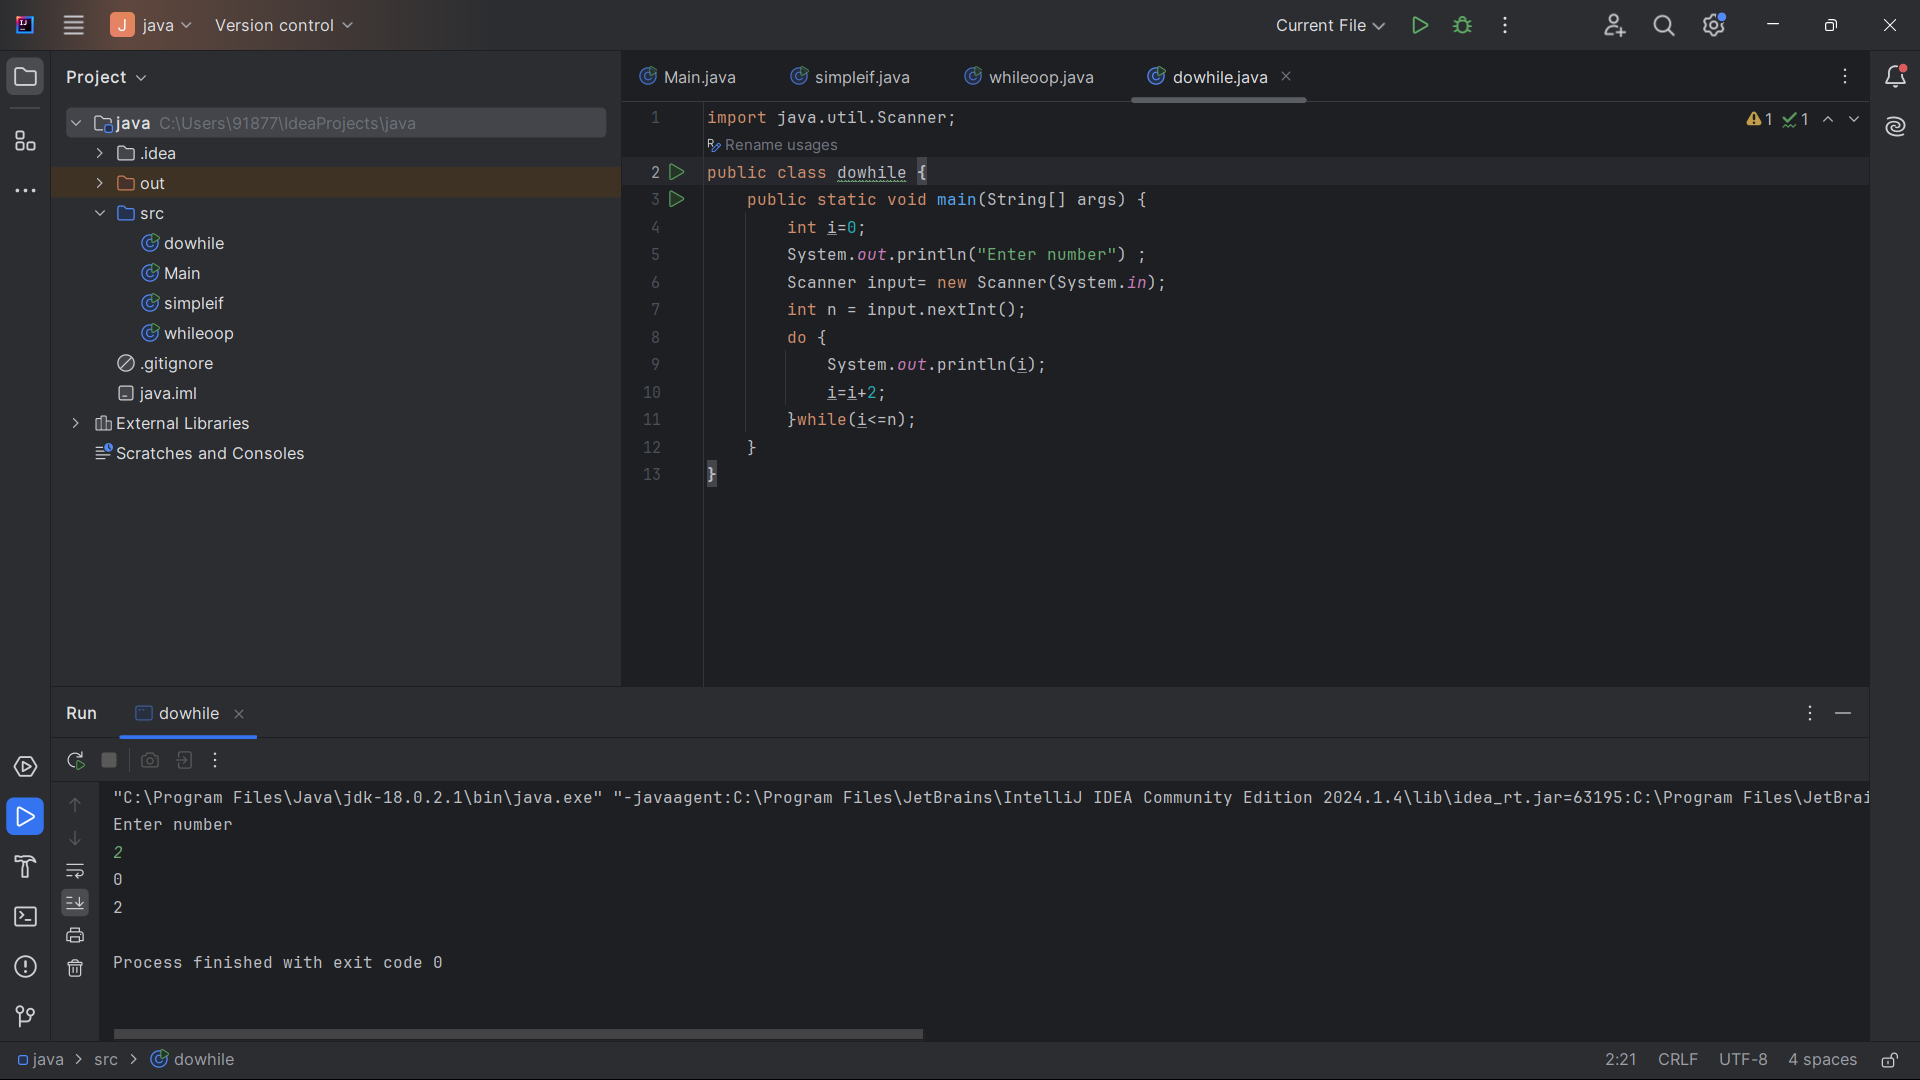 J java Version control Current File
Project
java C:\Users\91877\IdeaProjects\java
.idea
out
src
dowhile
Main
simpleif
whileoop
.gitignore
java.iml
External Libraries
Scratches and Consoles
Main.java simpleif.java whileoop.java dowhile.java
1 import java.util.Scanner; 1 1
Rename usages
2 public class dowhile {
3 public static void main(String[] args) {
4 int i=0;
5 System.out.println("Enter number") ;
6 Scanner input= new Scanner(System.in);
7 int n = input.nextInt();
8 do {
9 System.out.println(i);
10 i=i+2;
11 }while(i<=n);
12 }
13 }
Run dowhile
"C:\Program Files\Java\jdk-18.0.2.1\bin\java.exe" "-javaagent:C:\Program Files\JetBrains\IntelliJ IDEA Community Edition 2024.1.4\lib\idea_rt.jar=63195:C:\Program Files\JetBrai
Enter number
2
0
2
Process finished with exit code 0
java > src > dowhile 2:21 CRLF UTF-8 4 spaces